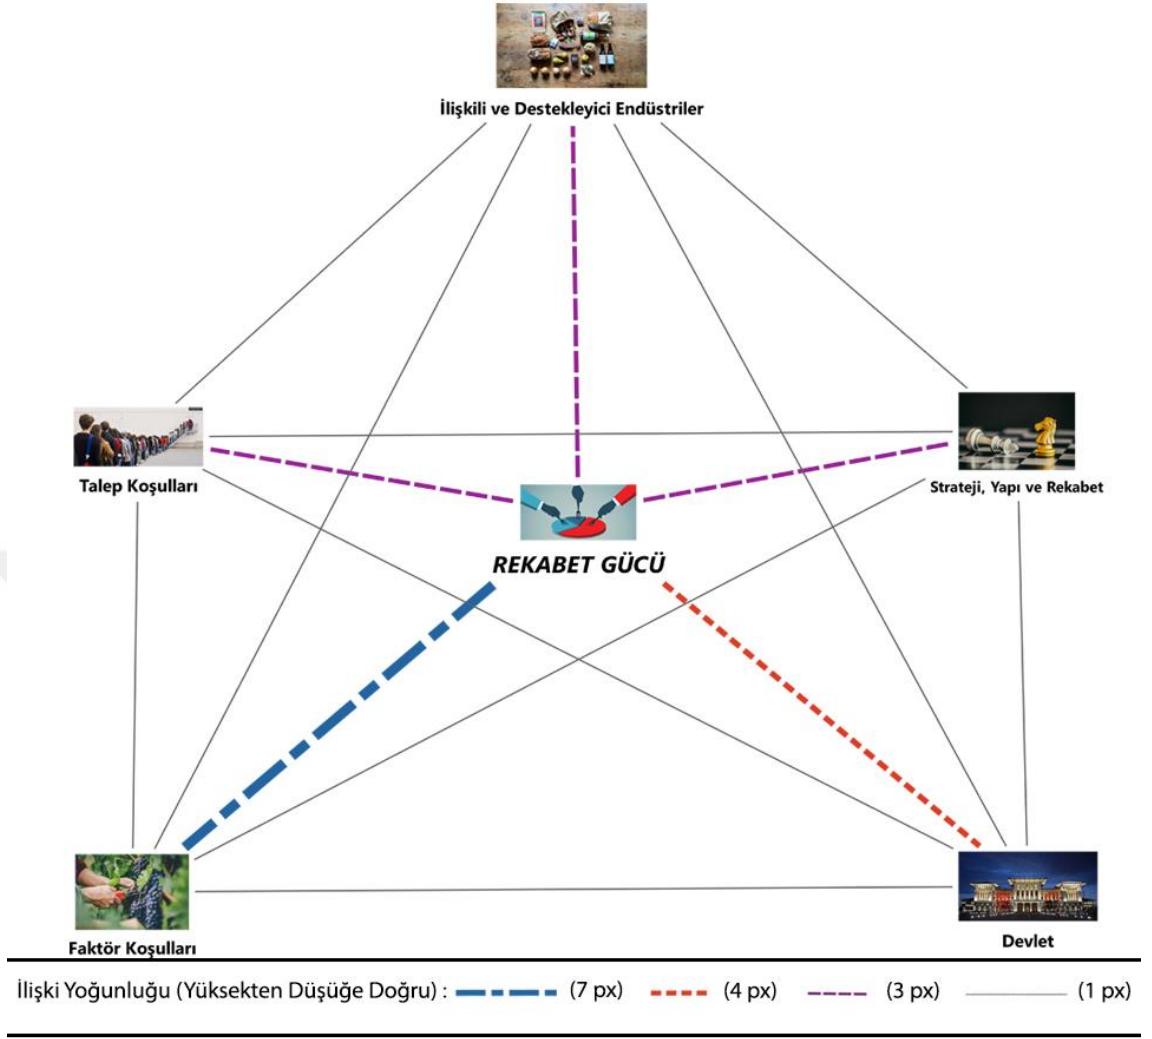 İlişkili ve Destekleyici Endüstriler
Talep Koşulları
Strateji, Yapı ve Rekabet
REKABET GÜCÜ
Faktör Koşulları
Devlet
İlişki Yoğunluğu (Yüksekten Düşüğe Doğru) : (7 px) (4 px) (3 px) (1 px)